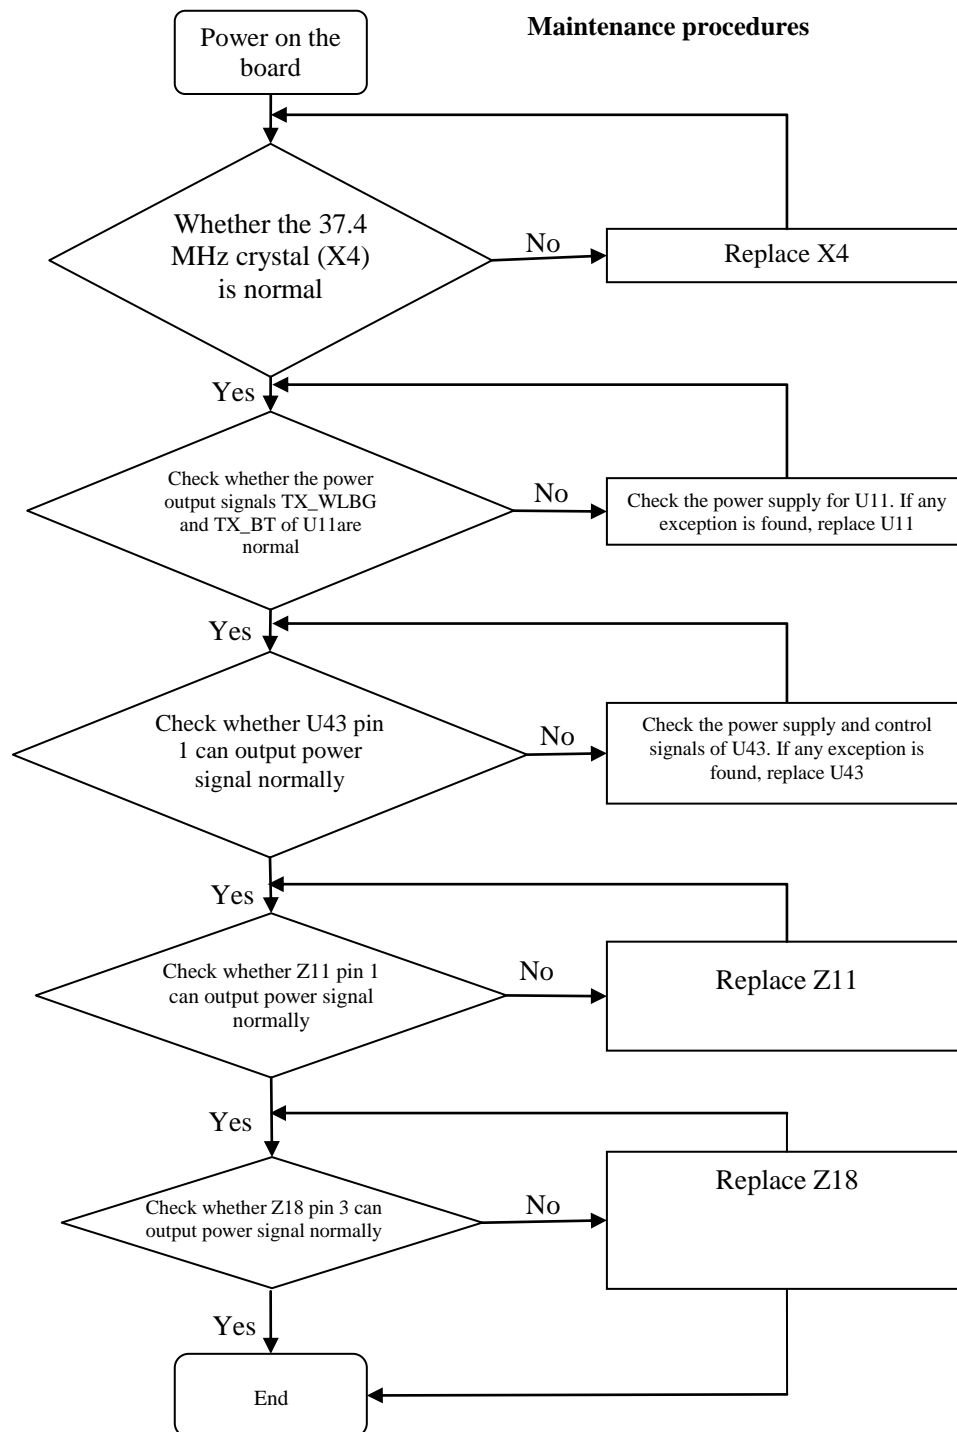 Maintenance procedures
Power on the
board
Whether the 37.4
MHz crystal (X4)
is normal
No
Replace X4
Yes
Check whether the power
output signals TX_WLBG
and TX_BT of U11are
normal
No
Check the power supply for U11. If any
exception is found, replace U11
Yes
Check whether U43 pin
1 can output power
signal normally
No
Check the power supply and control
signals of U43. If any exception is
found, replace U43
Yes
Check whether Z11 pin 1
can output power signal
normally
No
Replace Z11
Yes
Check whether Z18 pin 3 can
output power signal normally
No
Replace Z18
Yes
End